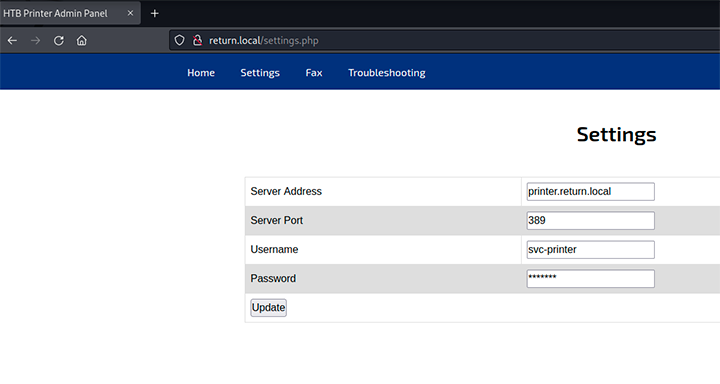 HTB Printer Admin Panel
return.local/settings.php
Home Settings Fax Troubleshooting
Settings
Server Address printer.return.local
Server Port 389
Username svc-printer
Password *******
Update